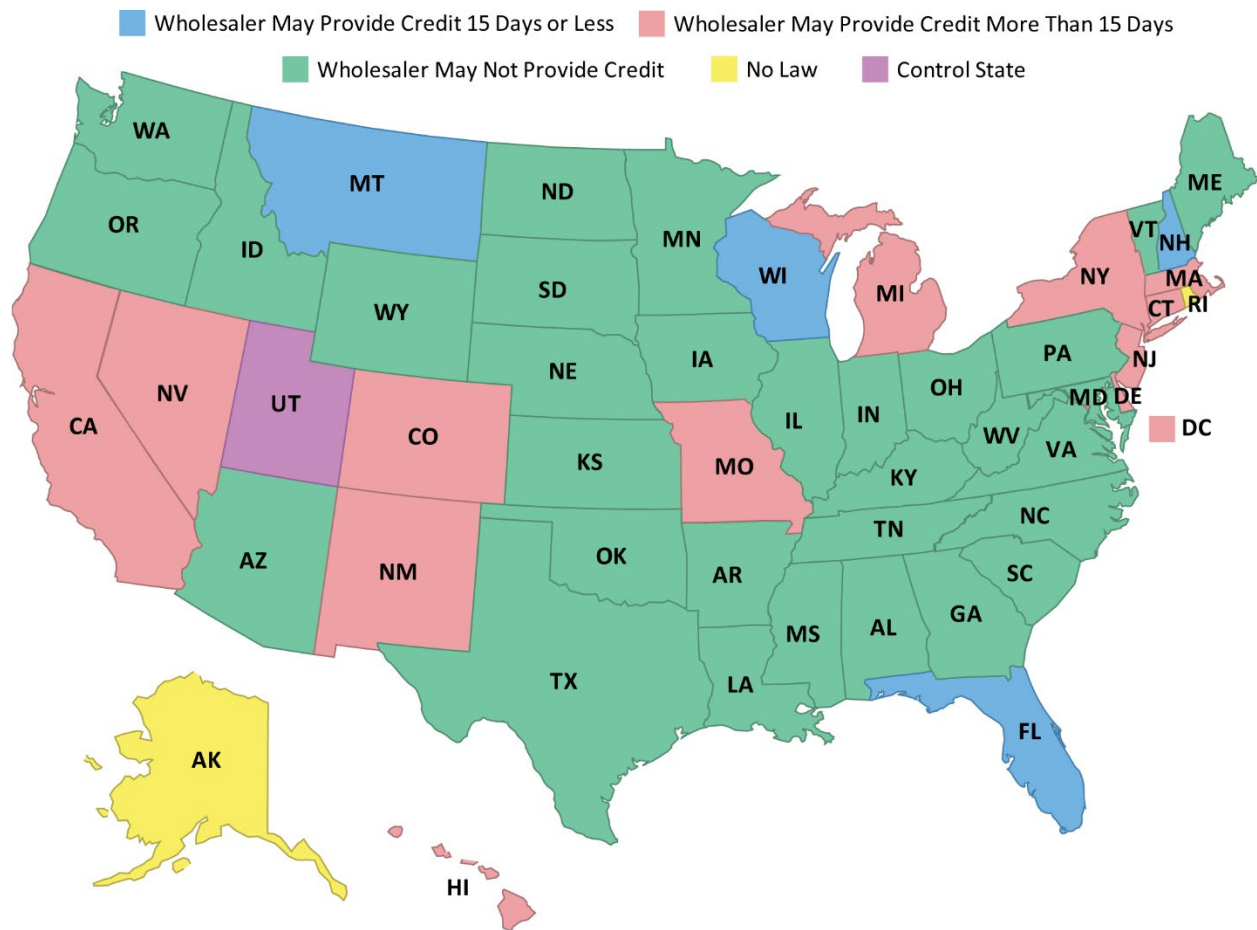 Wholesaler May Provide Credit 15 Days or Less Wholesaler May Provide Credit More Than 15 Days
Wholesaler May Not Provide Credit No Law Control State
WA
MT
ND
MN
ME
VT
NH
OR
ID
SD
WI
MI
NY
MA
CT
RI
WY
IA
PA
NJ
NE
OH
MD
DE
NV
UT
IL
IN
DC
CA
CO
WV
VA
KS
MO
KY
NC
TN
AZ
NM
OK
AR
SC
MS
AL
GA
TX
LA
FL
AK
HI